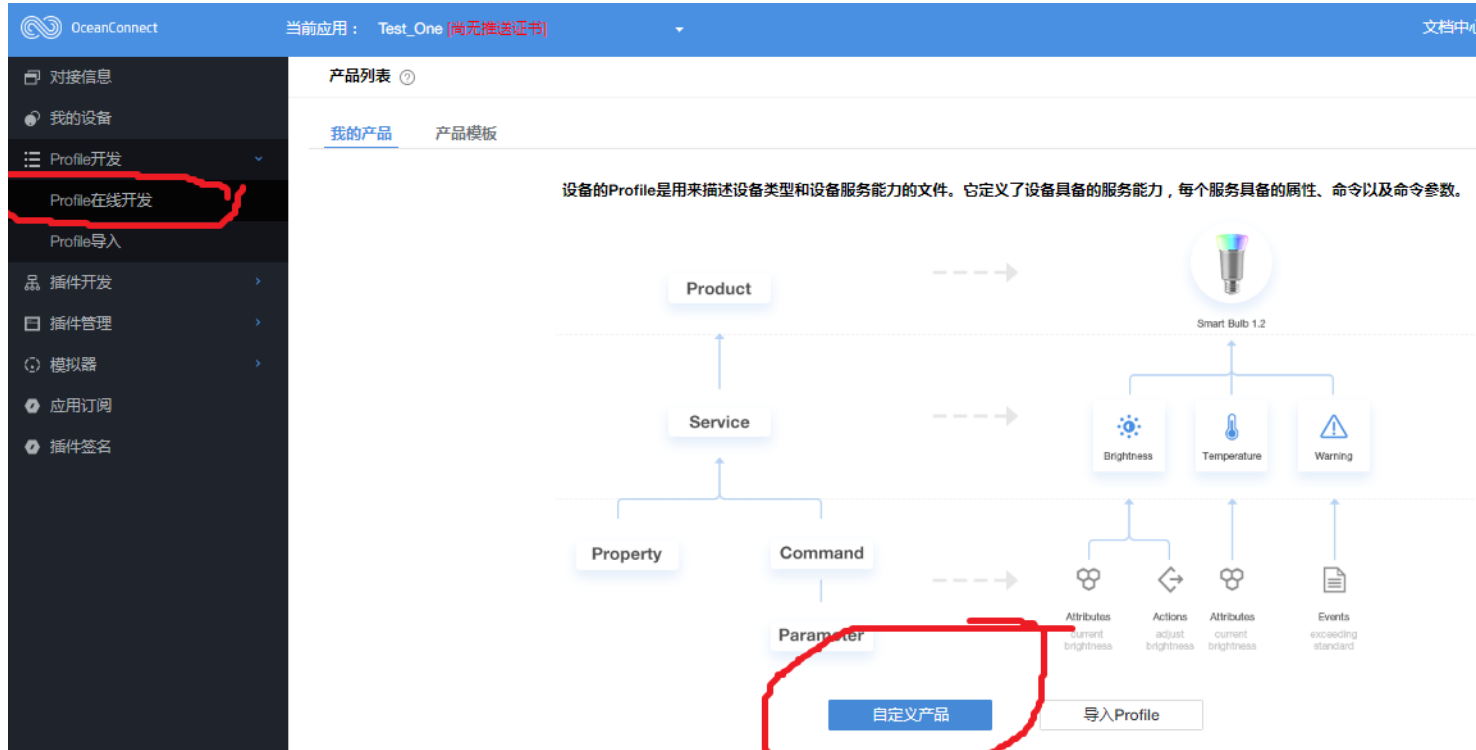 OceanConnect
当前应用： Test_One [尚无推送证书]
文档中心
对接信息
我的设备
Profile开发
Profile在线开发
Profile导入
插件开发
插件管理
模拟器
应用订阅
插件签名
产品列表 ?
我的产品 产品模板
设备的Profile是用来描述设备类型和设备服务能力的文件。它定义了设备具备的服务能力，每个服务具备的属性、命令以及命令参数。
Product
Smart Bulb 1.2
Service
Brightness Temperature Warning
Property Command
Parameter
Attributes Actions Attributes Events
current adjust current exceeding
brightness brightness brightness standard
自定义产品 导入Profile